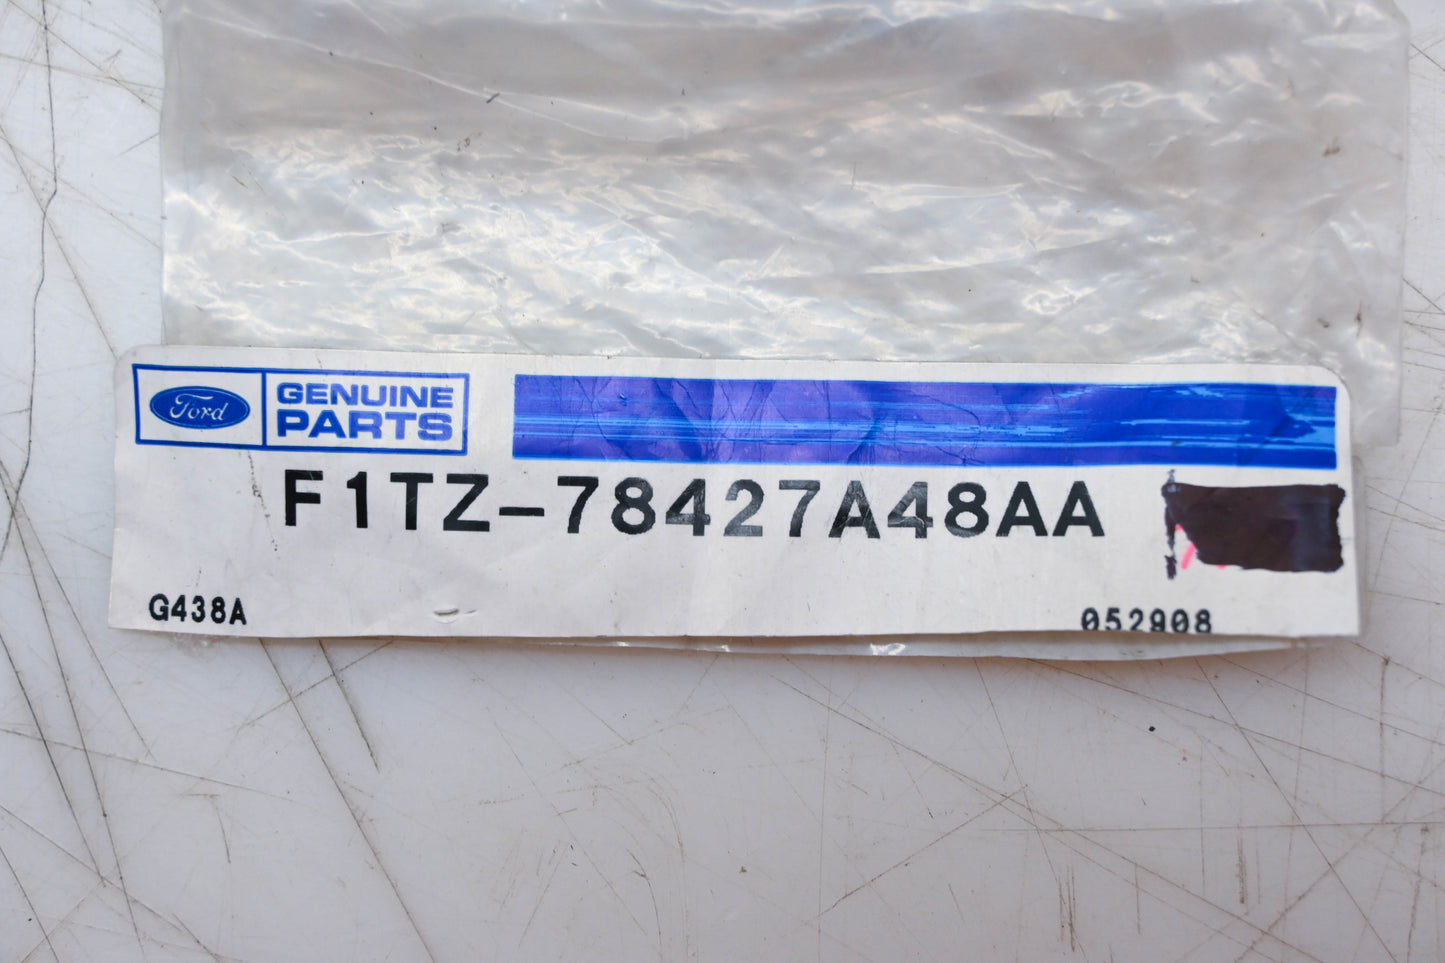 Ford
GENUINE
PARTS
F1TZ-78427A48AA
G438A
052908